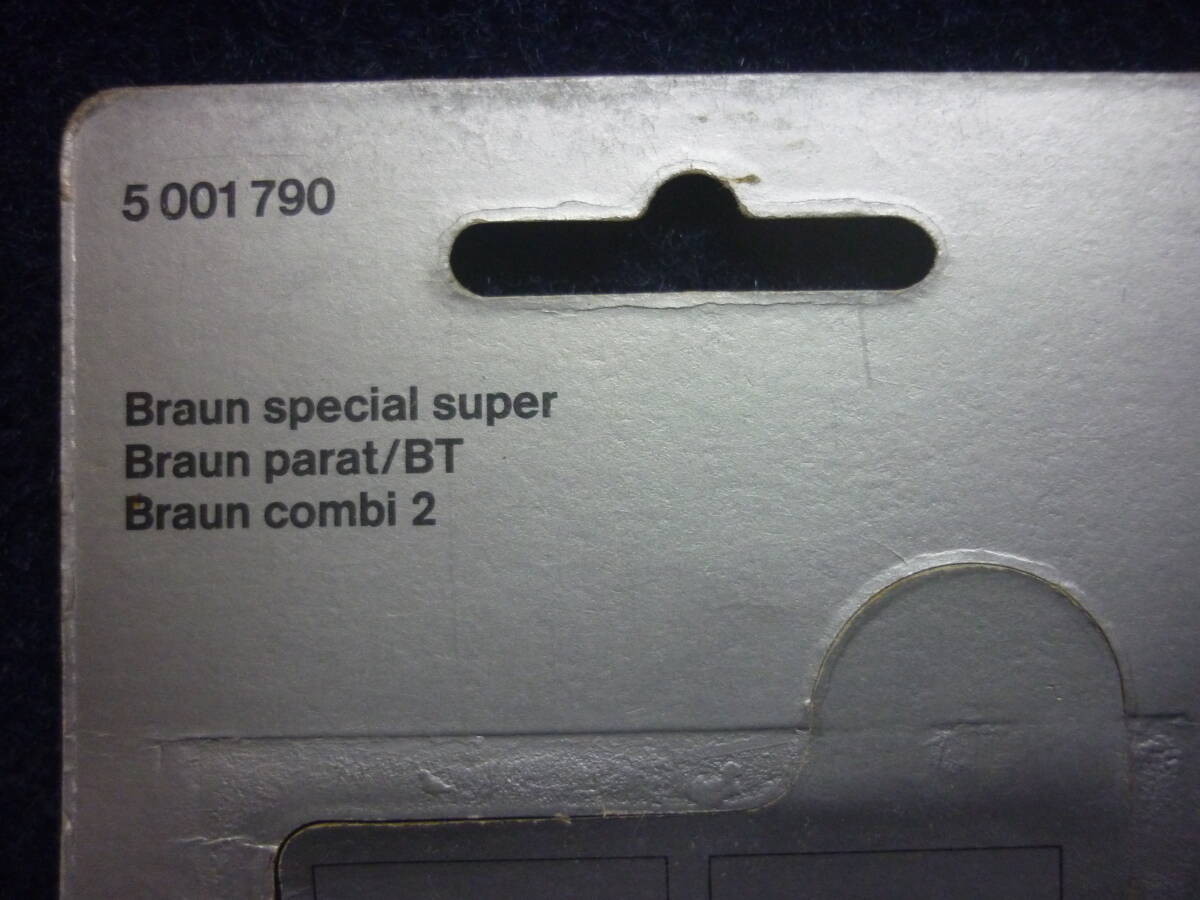 5 001 790
Braun special super
Braun parat/BT
Braun combi 2